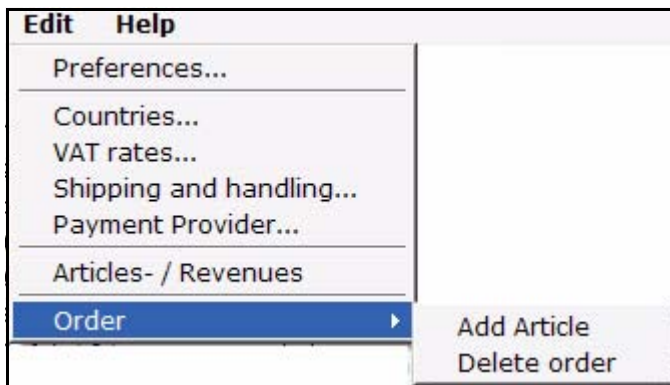 Edit Help
Preferences...
Countries...
VAT rates...
Shipping and handling...
Payment Provider...
Articles- / Revenues
Order
Add Article
Delete order